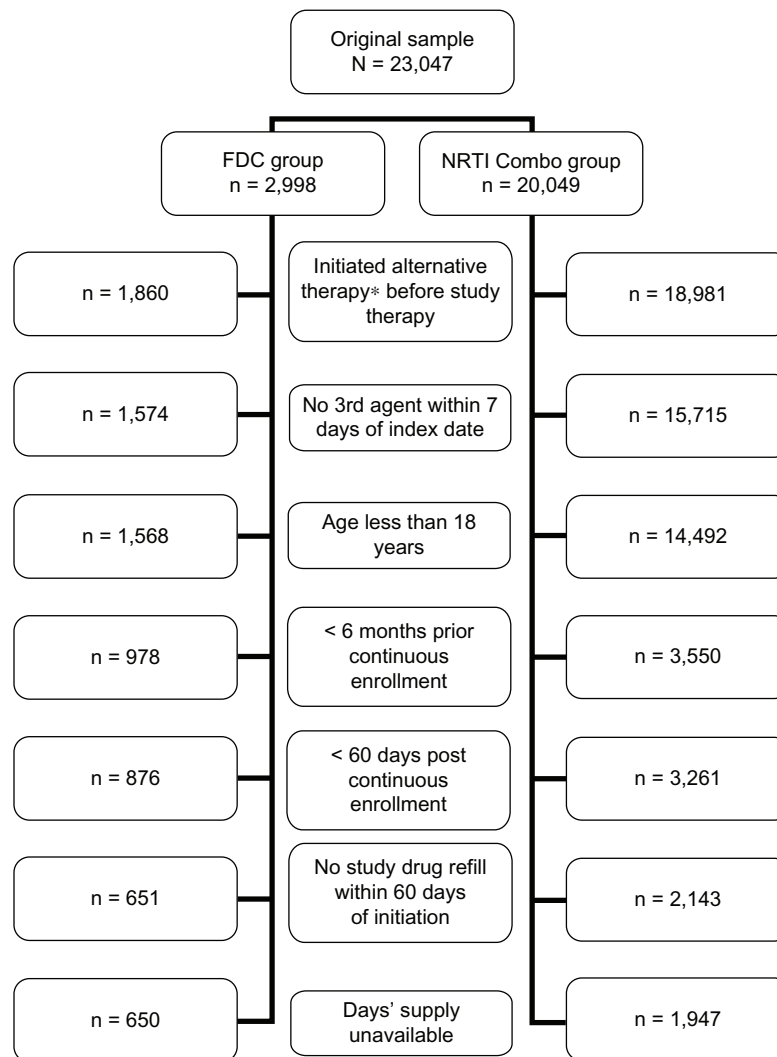 Original sample
N = 23,047
FDC group
n = 2,998
NRTI Combo group
n = 20,049
n = 1,860
Initiated alternative
therapy* before study
therapy
n = 18,981
n = 1,574
No 3rd agent within 7
days of index date
n = 15,715
n = 1,568
Age less than 18
years
n = 14,492
n = 978
< 6 months prior
continuous
enrollment
n = 3,550
n = 876
< 60 days post
continuous
enrollment
n = 3,261
n = 651
No study drug refill
within 60 days
of initiation
n = 2,143
n = 650
Days’ supply
unavailable
n = 1,947